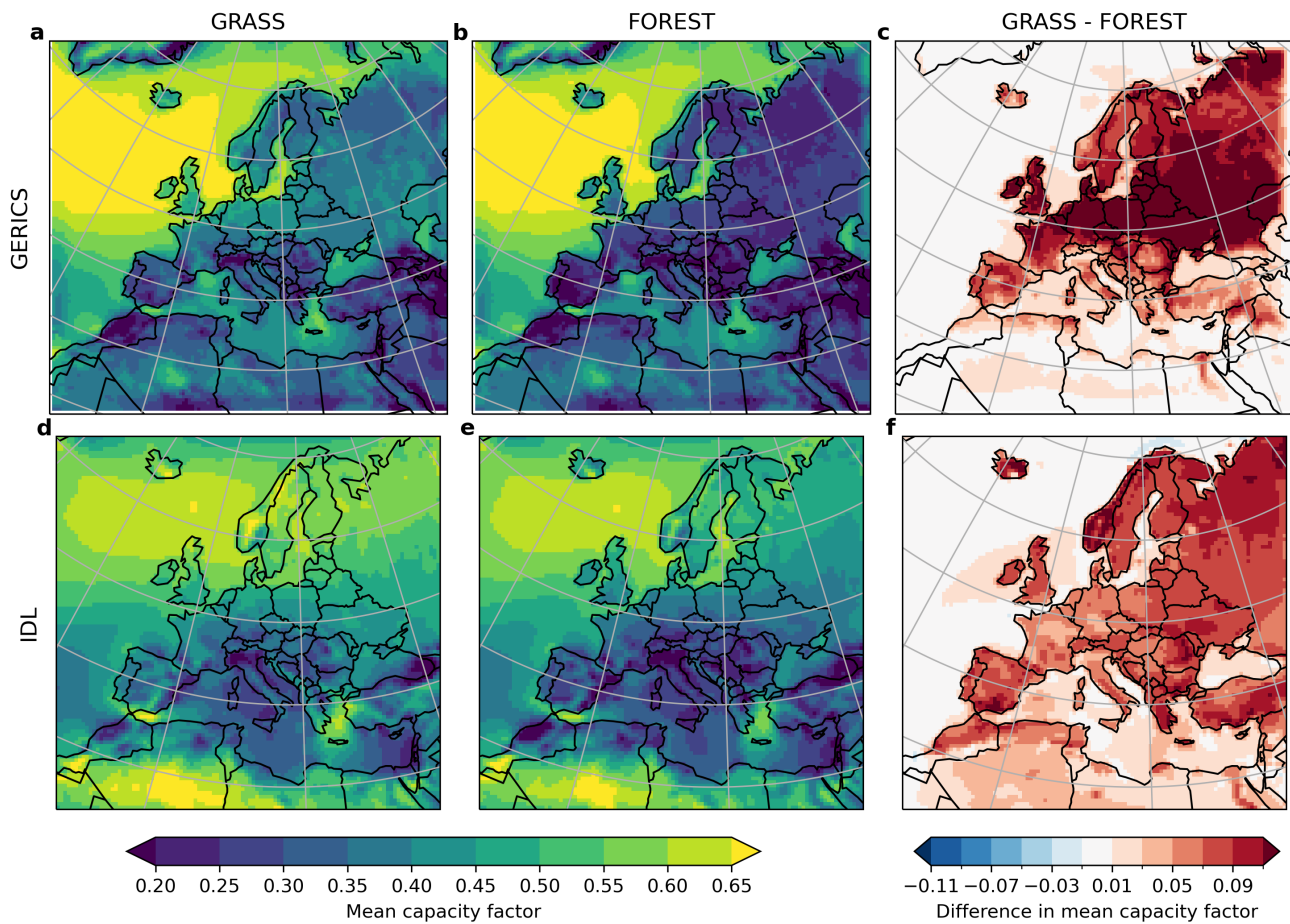 GRASS FOREST GRASS - FOREST
a b c
GERICS
d e f
IDL
0.20 0.25 0.30 0.35 0.40 0.45 0.50 0.55 0.60 0.65
Mean capacity factor
−0.11 −0.07 −0.03 0.01 0.05 0.09
Difference in mean capacity factor